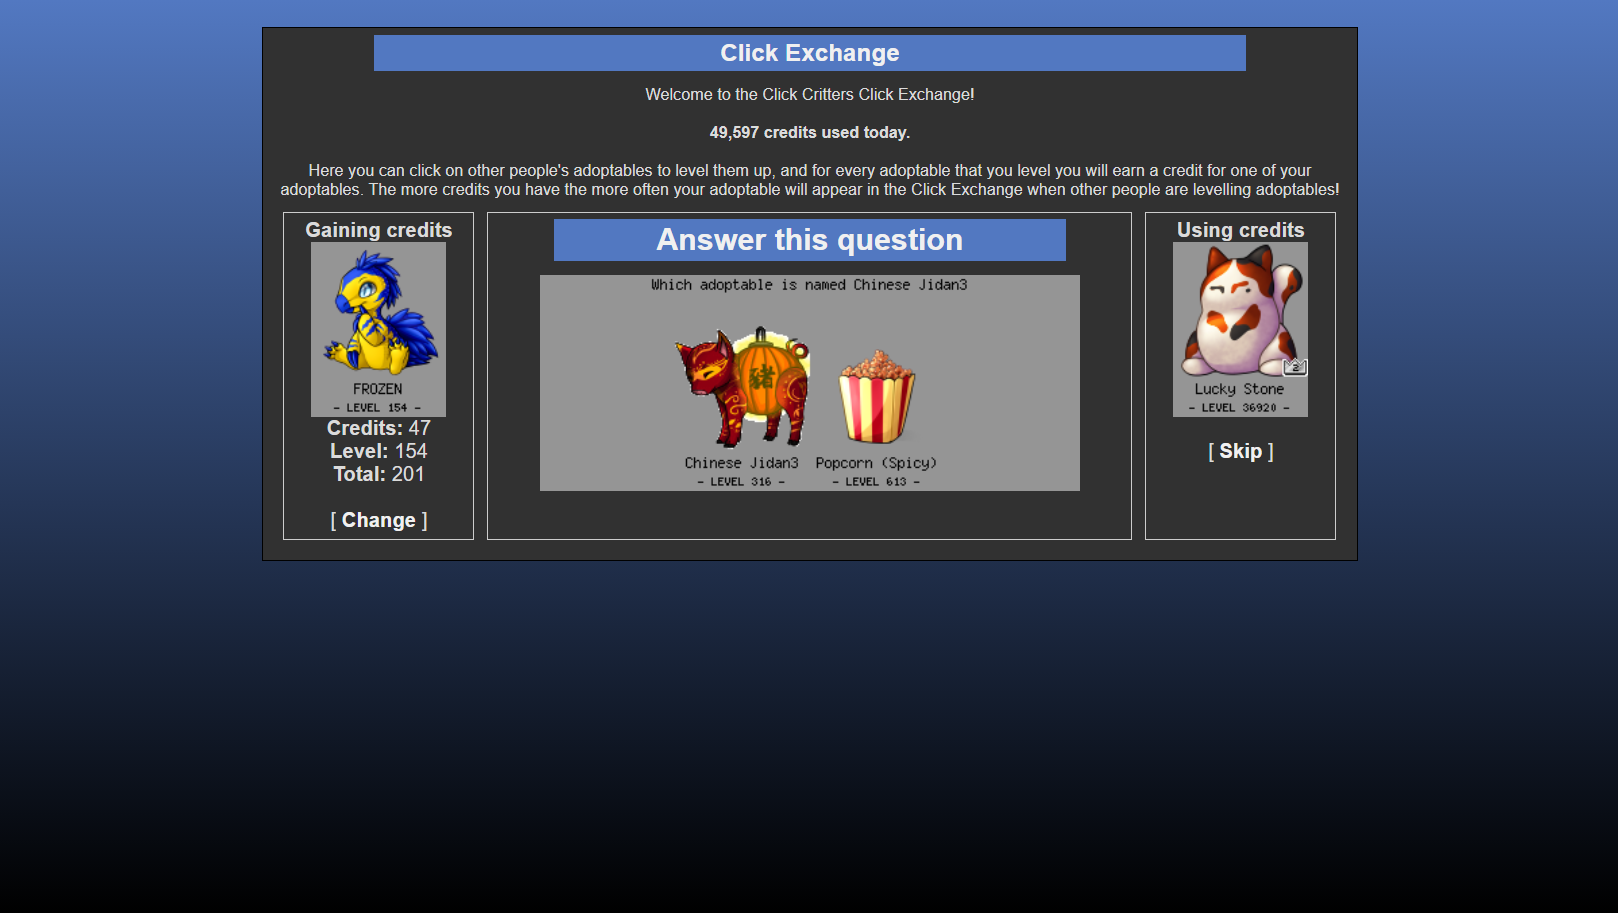 Click Exchange
Welcome to the Click Critters Click Exchange!
49,597 credits used today.
Here you can click on other people's adoptables to level them up, and for every adoptable that you level you will earn a credit for one of your
adoptables. The more credits you have the more often your adoptable will appear in the Click Exchange when other people are levelling adoptables!
Gaining credits
FROZEN
- LEVEL 154 -
Credits: 47
Level: 154
Total: 201
[ Change ]
Answer this question
Which adoptable is named Chinese Jidan3
豬
Chinese Jidan3 Popcorn (Spicy)
- LEVEL 316 - - LEVEL 613 -
Using credits
2
Lucky Stone
- LEVEL 36920 -
[ Skip ]